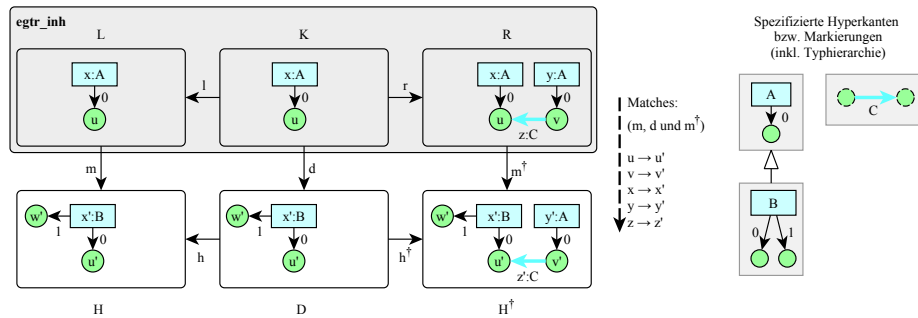 egtr_inh
L
K
R
x:A
0
u
l
x:A
0
u
r
x:A
y:A
0
0
u
v
z:C
m
d
m†
w'
x':B
1
0
u'
h
w'
x':B
1
0
u'
h†
w'
x':B
y':A
1
0
0
u'
v'
z':C
H
D
H†
Matches:
(m, d und m†)
u → u'
v → v'
x → x'
y → y'
z → z'
Spezifizierte Hyperkanten
bzw. Markierungen
(inkl. Typhierarchie)
A
0
C
B
0
1